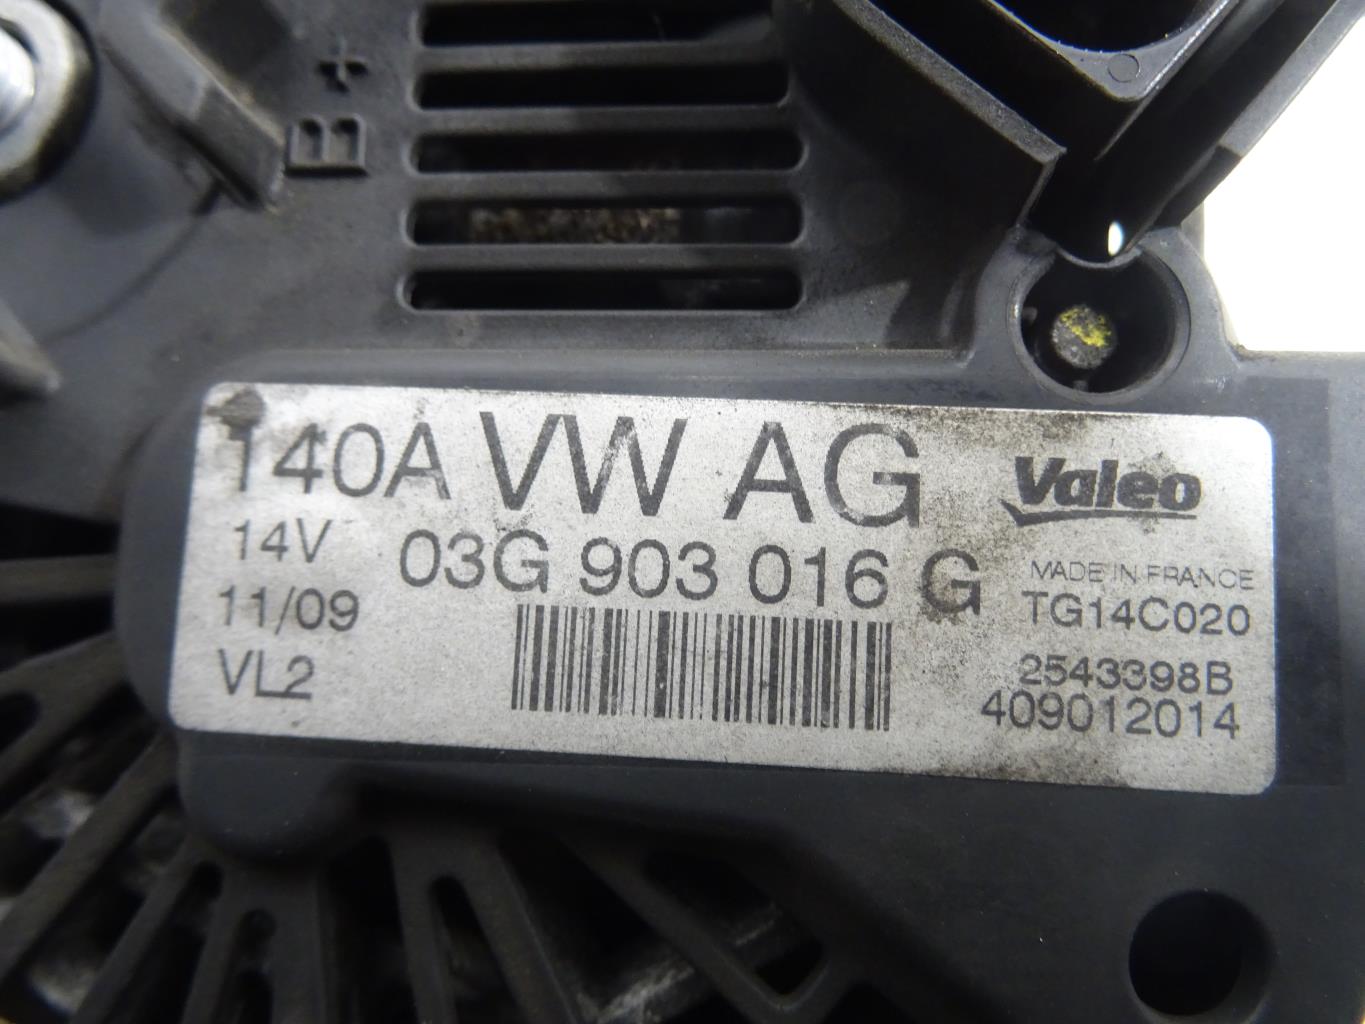 B+
140A VW AG
Valeo
14V
03G 903 016 G
MADE IN FRANCE
11/09
TG14C020
VL2
2543398B
409012014